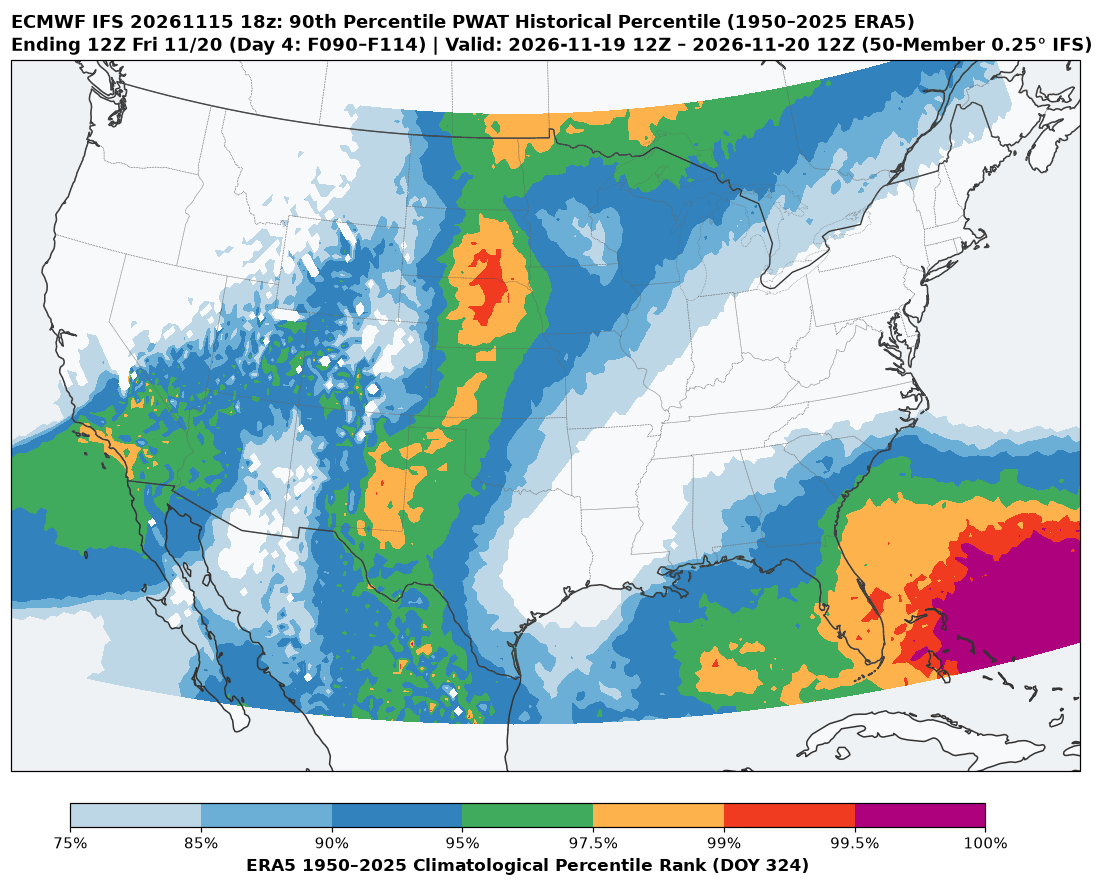 ECMWF IFS 20261115 18z: 90th Percentile PWAT Historical Percentile (1950–2025 ERA5)
Ending 12Z Fri 11/20 (Day 4: F090–F114) | Valid: 2026-11-19 12Z – 2026-11-20 12Z (50-Member 0.25° IFS)
75% 85% 90% 95% 97.5% 99% 99.5% 100%
ERA5 1950–2025 Climatological Percentile Rank (DOY 324)